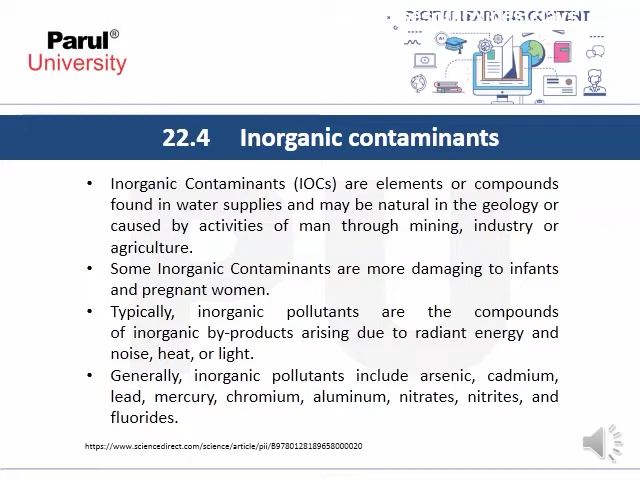 Parul®
University
22.4 Inorganic contaminants
• Inorganic Contaminants (IOCs) are elements or compounds
found in water supplies and may be natural in the geology or
caused by activities of man through mining, industry or
agriculture.
• Some Inorganic Contaminants are more damaging to infants
and pregnant women.
• Typically, inorganic pollutants are the compounds
of inorganic by-products arising due to radiant energy and
noise, heat, or light.
• Generally, inorganic pollutants include arsenic, cadmium,
lead, mercury, chromium, aluminum, nitrates, nitrites, and
fluorides.
https://www.sciencedirect.com/science/article/pii/B9780128189658000020